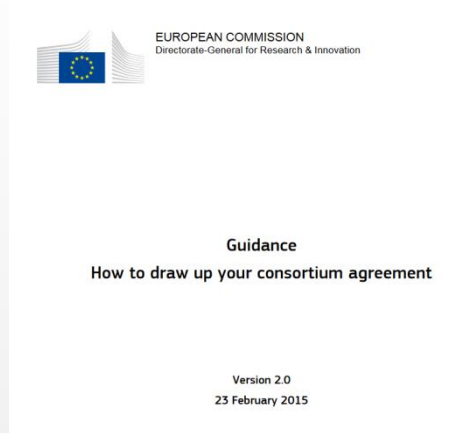 EUROPEAN COMMISSION
Directorate-General for Research & Innovation
Guidance
How to draw up your consortium agreement
Version 2.0
23 February 2015